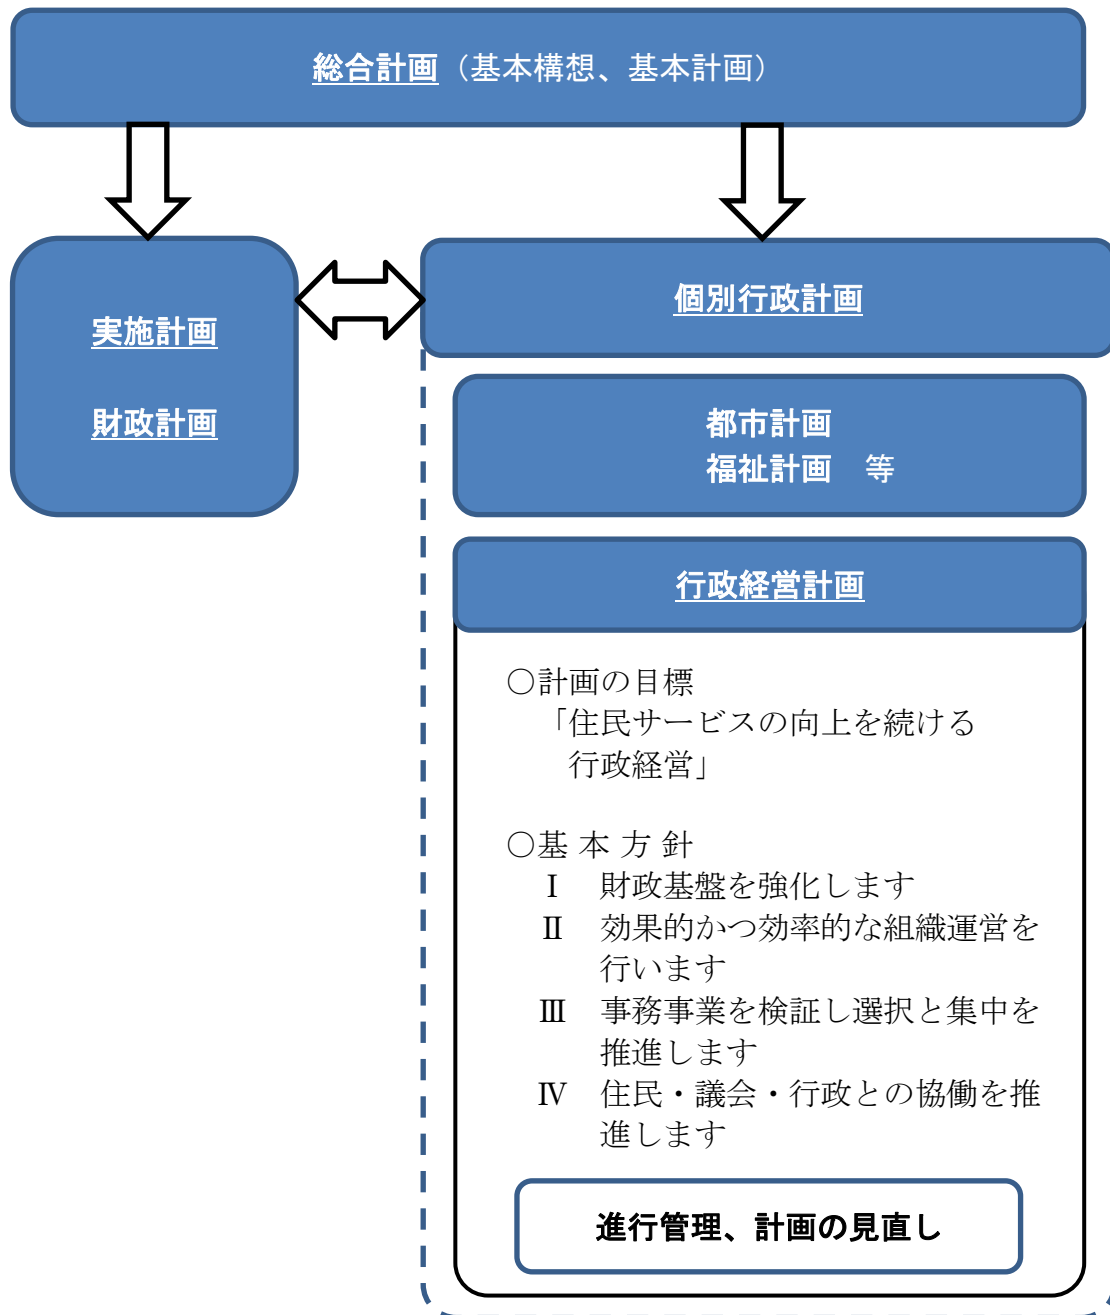 総合計画（基本構想、基本計画）
実施計画
財政計画
個別行政計画
都市計画
福祉計画　等
行政経営計画
○計画の目標
「住民サービスの向上を続ける
行政経営」
○基 本 方 針
Ⅰ　財政基盤を強化します
Ⅱ　効果的かつ効率的な組織運営を
行います
Ⅲ　事務事業を検証し選択と集中を
推進します
Ⅳ　住民・議会・行政との協働を推
進します
進行管理、計画の見直し